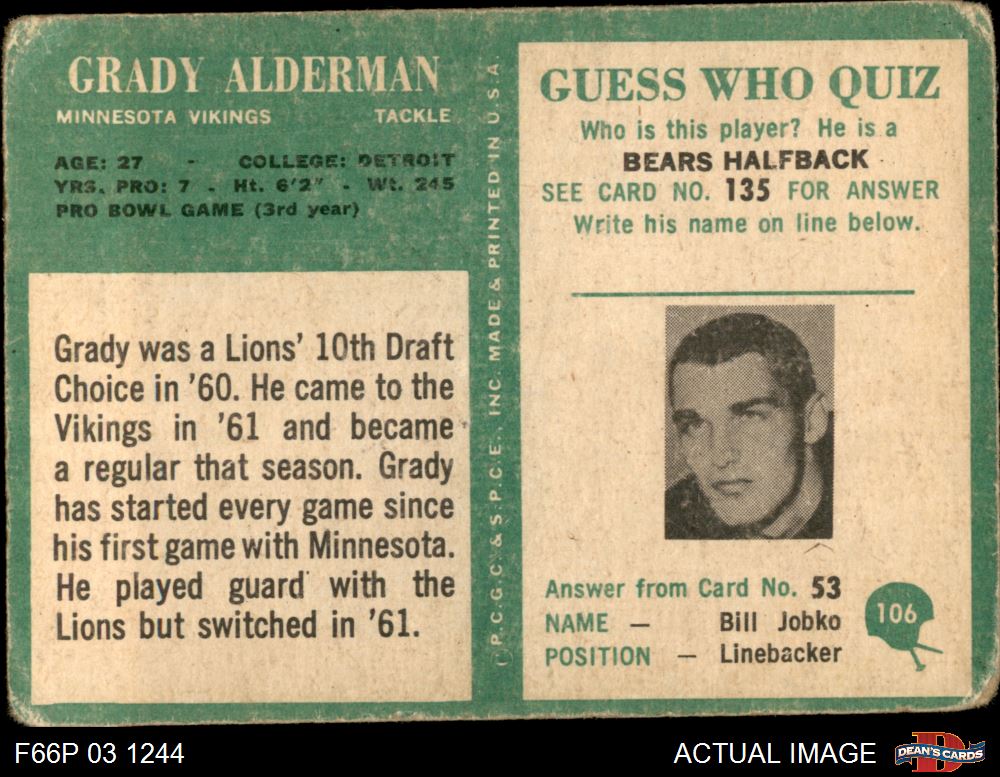 GRADY ALDERMAN
MINNESOTA VIKINGS TACKLE
AGE: 27 - COLLEGE: DETROIT
YRS. PRO: 7 - Ht. 6'2" - Wt. 245
PRO BOWL GAME (3rd year)
Grady was a Lions' 10th Draft
Choice in '60. He came to the
Vikings in '61 and became
a regular that season. Grady
has started every game since
his first game with Minnesota.
He played guard with the
Lions but switched in '61.
P.C.G.C. & S.P.C.E., INC. MADE & PRINTED IN U.S.A.
GUESS WHO QUIZ
Who is this player? He is a
BEARS HALFBACK
SEE CARD NO. 135 FOR ANSWER
Write his name on line below.
Answer from Card No. 53
NAME — Bill Jobko
POSITION — Linebacker
106
F66P 03 1244
ACTUAL IMAGE
D
DEAN'S CARDS